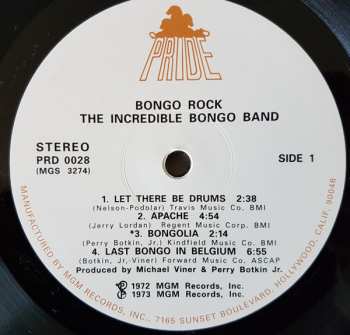 PRIDE
BONGO ROCK
THE INCREDIBLE BONGO BAND
STEREO
PRD 0028
(MGS 3274)
SIDE 1
1. LET THERE BE DRUMS 2:38
(Nelson-Podolar) Travis Music Co. BMI
2. APACHE 4:54
(Jerry Lordan) Regent Music Corp. BMI
*3. BONGOLIA 2:14
(Perry Botkin, Jr.) Kindfield Music Co. BMI
4. LAST BONGO IN BELGIUM 6:55
(Botkin, Jr-Viner) Forward Music Co. ASCAP
Produced by Michael Viner & Perry Botkin Jr.
℗ 1972 MGM Records, Inc.
*℗ 1973 MGM Records, Inc.
MANUFACTURED BY MGM RECORDS, INC., 7165 SUNSET BOULEVARD, HOLLYWOOD, CALIF. 90046